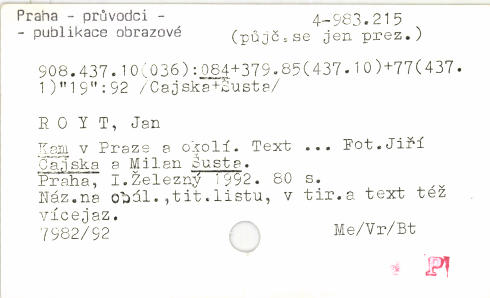 Praha - průvodci -
- publikace obrazové
4-983.215
(půjč.se jen prez.)
908.437.10(036):084+379.85(437.10)+77(437.
1)"19":92 /Cajska+Šusta/
R O Y T, Jan
Kam v Praze a okolí. Text ... Fot.Jiří
Čajska a Milan Šusta.
Praha, I.Železný 1992. 80 s.
Náz.na obál.,tit.listu, v tir.a text též
vícejaz.
7982/92
Me/Vr/Bt
P